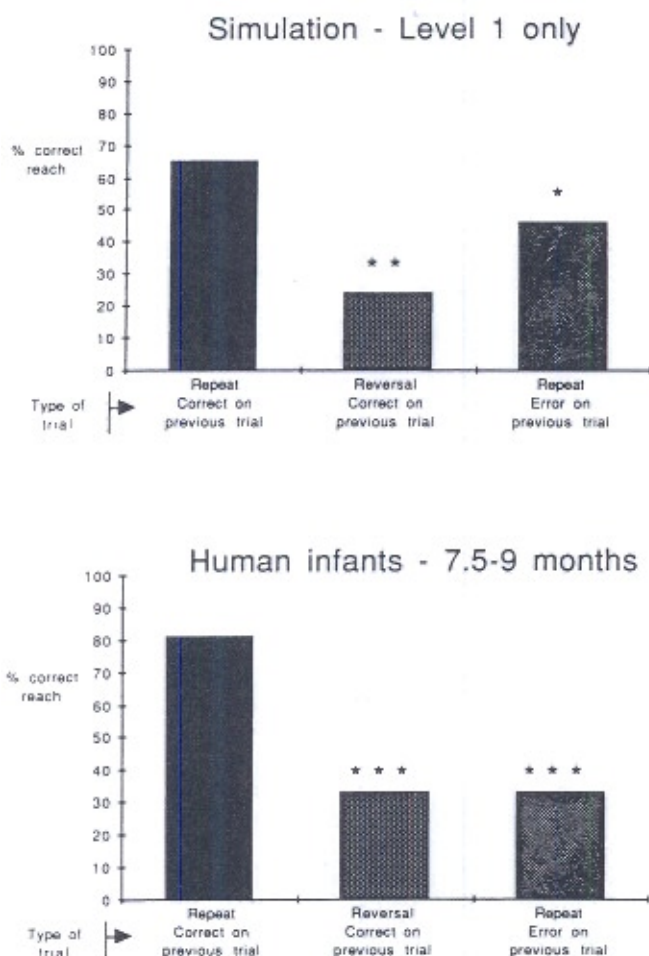 Simulation - Level 1 only
100
90
80
% correct
reach
70
60
50
40
30
20
10
0
*
* *
Type of
trial
Repeat
Correct on
previous trial
Reversal
Correct on
previous trial
Repeat
Error on
previous trial
Human infants - 7.5-9 months
100
90
80
% correct
reach
70
60
50
40
30
20
10
0
* * *
* * *
Type of
trial
Repeat
Correct on
previous trial
Reversal
Correct on
previous trial
Repeat
Error on
previous trial